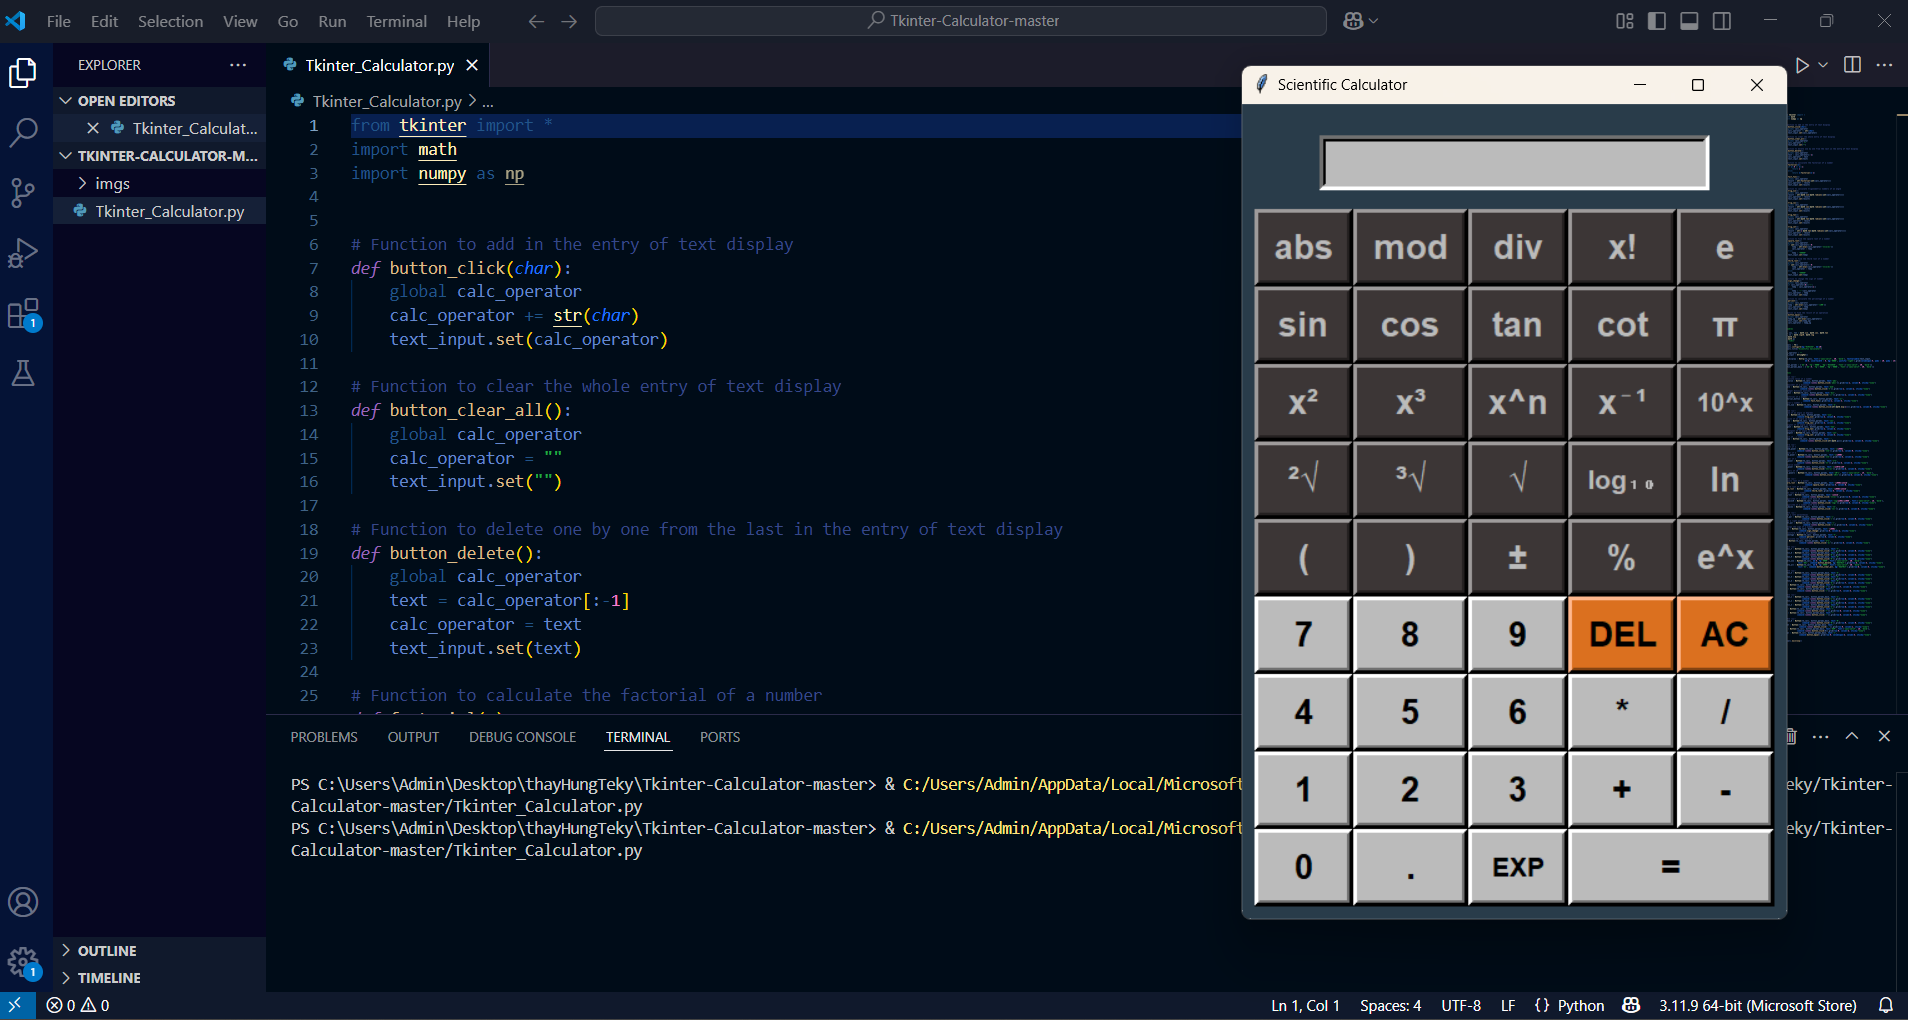 File Edit Selection View Go Run Terminal Help
Tkinter-Calculator-master
EXPLORER
OPEN EDITORS
Tkinter_Calculat...
TKINTER-CALCULATOR-M...
imgs
Tkinter_Calculator.py
OUTLINE
TIMELINE
1
1
Tkinter_Calculator.py
Tkinter_Calculator.py > ...
1 from tkinter import *
2 import math
3 import numpy as np
4
5
6 # Function to add in the entry of text display
7 def button_click(char):
8     global calc_operator
9     calc_operator += str(char)
10     text_input.set(calc_operator)
11
12 # Function to clear the whole entry of text display
13 def button_clear_all():
14     global calc_operator
15     calc_operator = ""
16     text_input.set("")
17
18 # Function to delete one by one from the last in the entry of text display
19 def button_delete():
20     global calc_operator
21     text = calc_operator[:-1]
22     calc_operator = text
23     text_input.set(text)
24
25 # Function to calculate the factorial of a number
PROBLEMS OUTPUT DEBUG CONSOLE TERMINAL PORTS
PS C:\Users\Admin\Desktop\thayHungTeky\Tkinter-Calculator-master> & C:/Users/Admin/AppData/Local/Microsoft eky/Tkinter-
Calculator-master/Tkinter_Calculator.py
PS C:\Users\Admin\Desktop\thayHungTeky\Tkinter-Calculator-master> & C:/Users/Admin/AppData/Local/Microsoft eky/Tkinter-
Calculator-master/Tkinter_Calculator.py
Scientific Calculator
abs mod div x! e
sin cos tan cot π
x² x³ x^n x⁻¹ 10^x
²√ ³√ √ log₁₀ ln
( ) ± % e^x
7 8 9 DEL AC
4 5 6 * /
1 2 3 + -
0 . EXP =
0 0
Ln 1, Col 1 Spaces: 4 UTF-8 LF {} Python 3.11.9 64-bit (Microsoft Store)